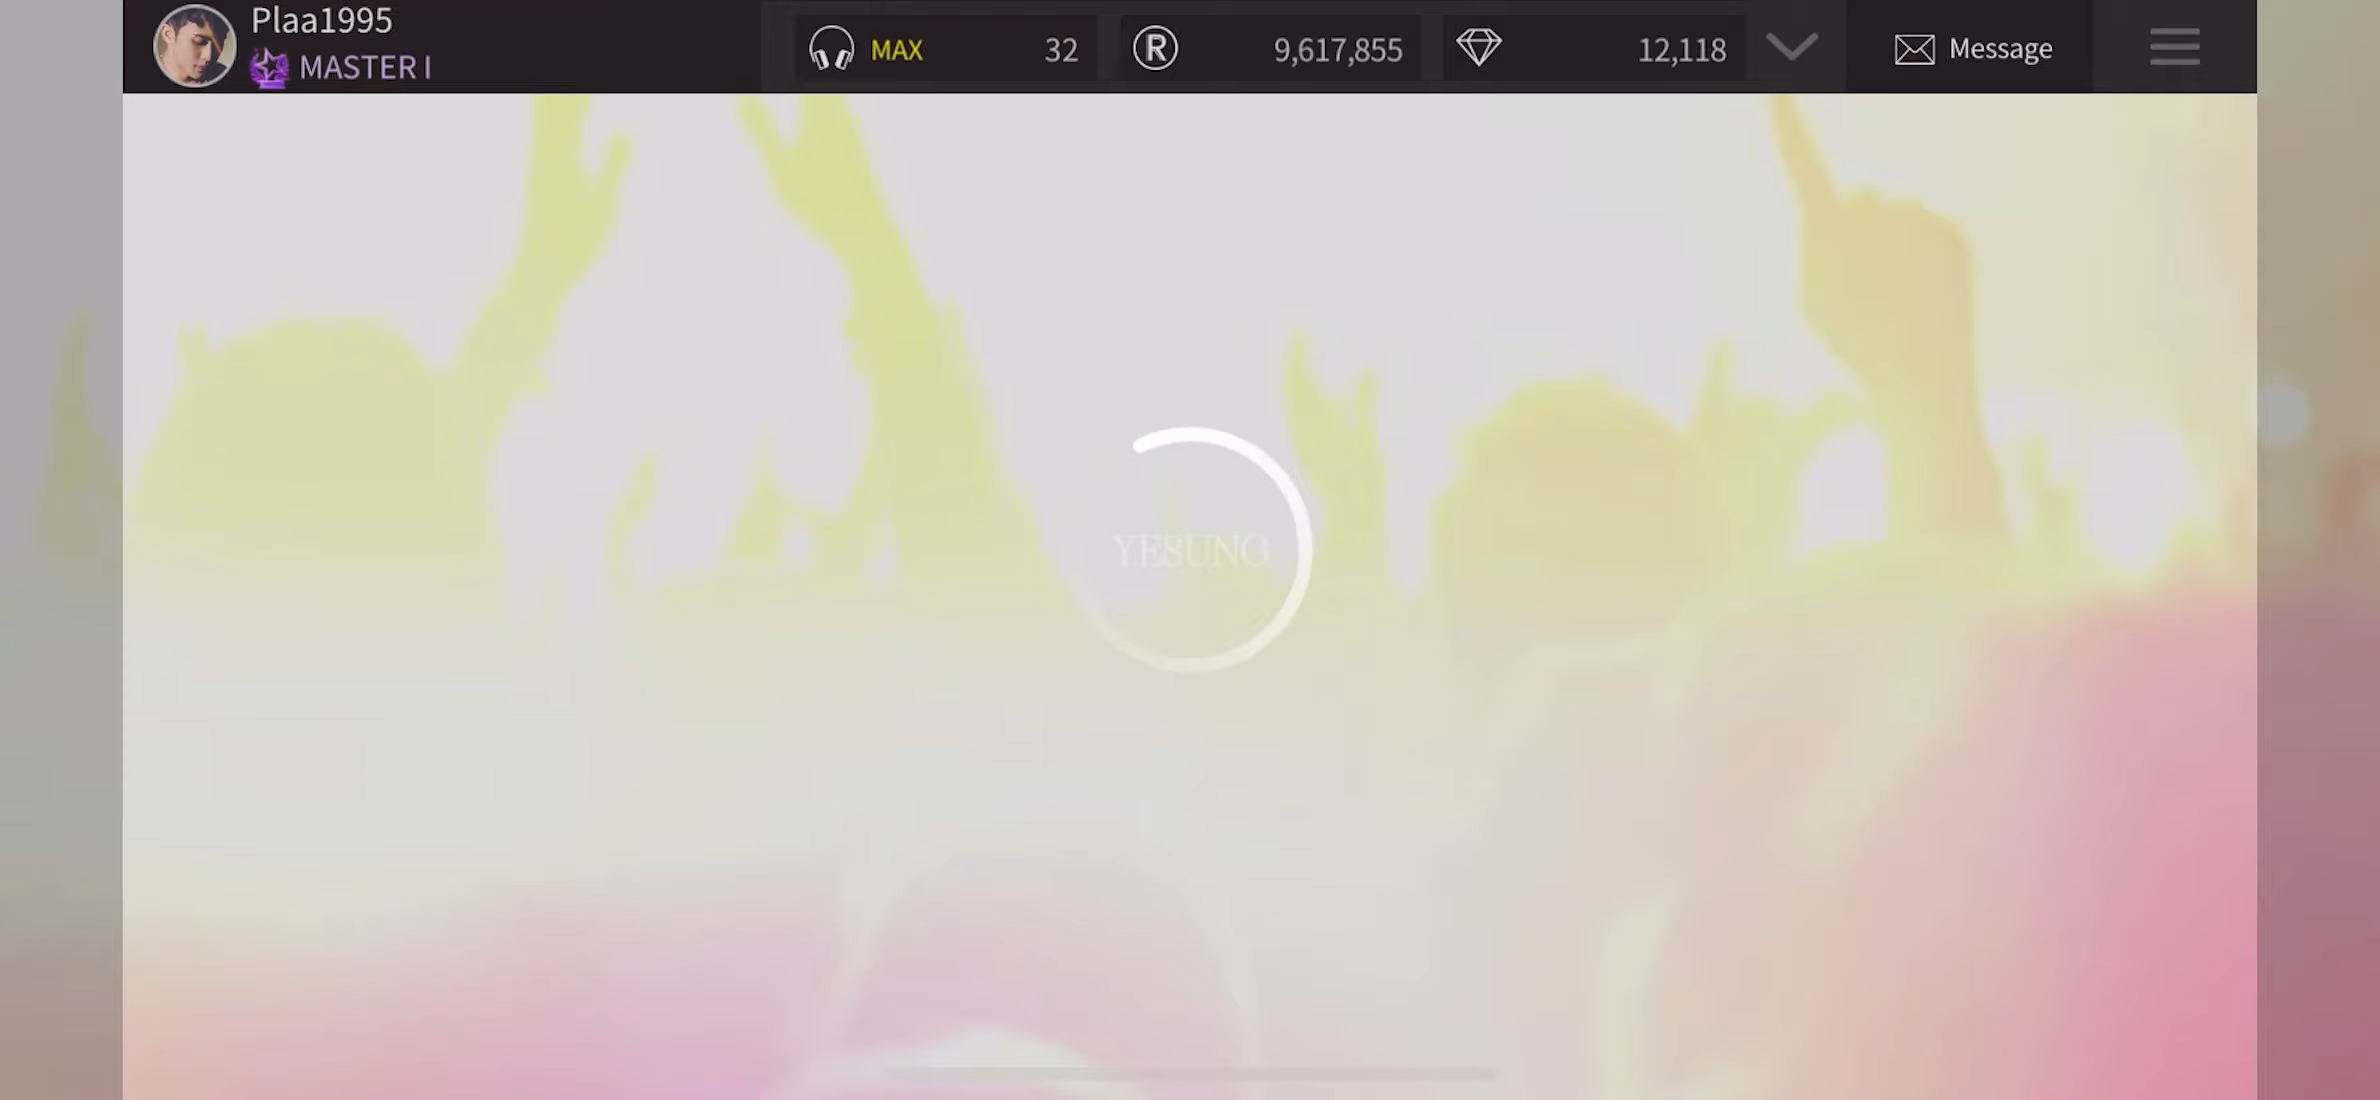 Plaa1995
MASTER I
MAX 32
R 9,617,855
12,118
Message
YESUNG